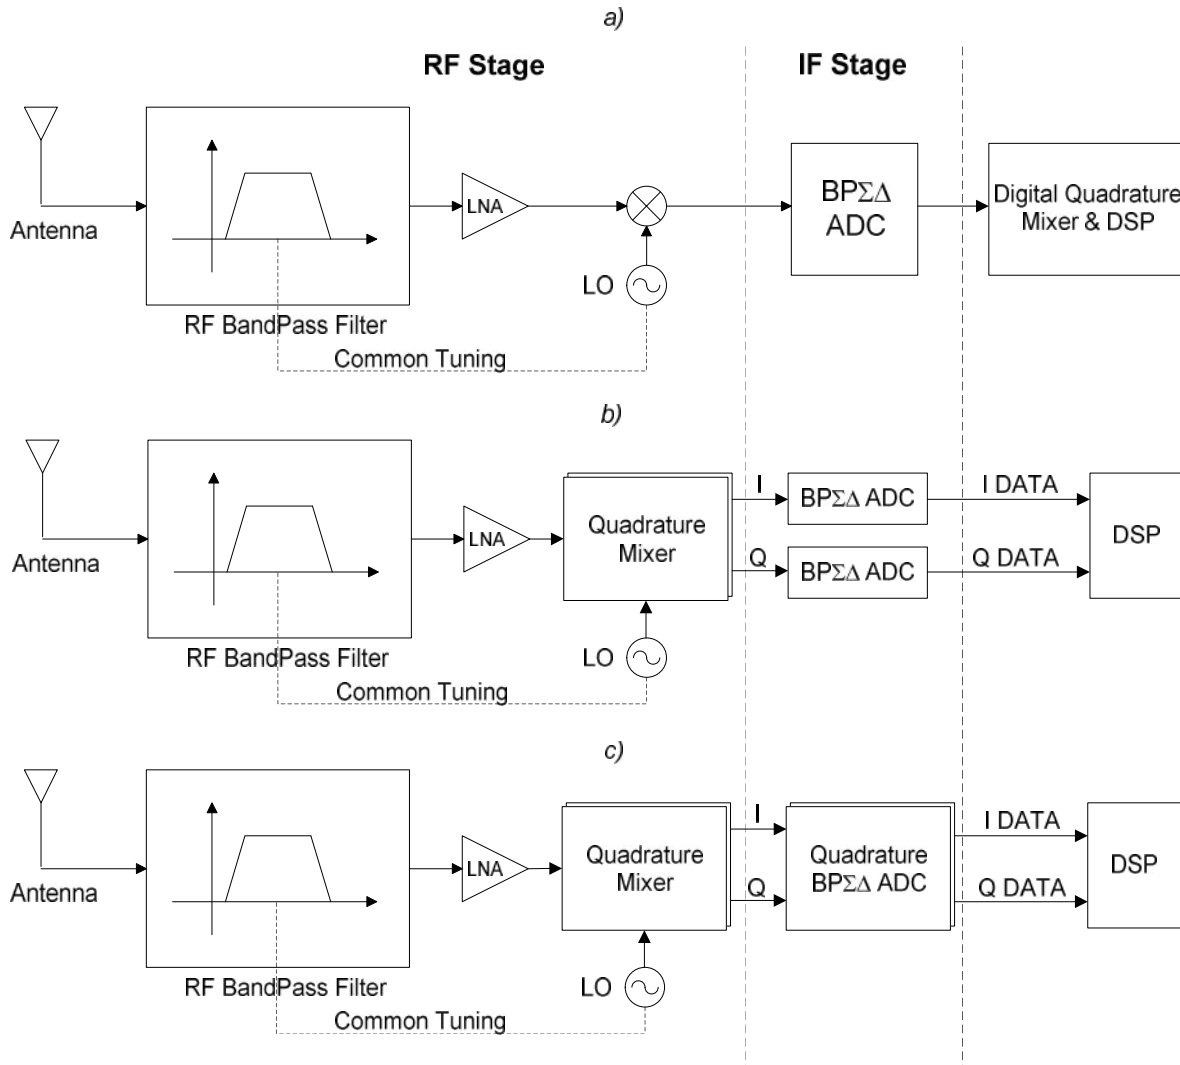 a)
RF Stage
IF Stage
Antenna
RF BandPass Filter
LNA
LO
Common Tuning
BPΣΔ
ADC
Digital Quadrature
Mixer & DSP
b)
Antenna
RF BandPass Filter
LNA
Quadrature
Mixer
LO
Common Tuning
I
Q
BPΣΔ ADC
BPΣΔ ADC
I DATA
Q DATA
DSP
c)
Antenna
RF BandPass Filter
LNA
Quadrature
Mixer
LO
Common Tuning
I
Q
Quadrature
BPΣΔ ADC
I DATA
Q DATA
DSP